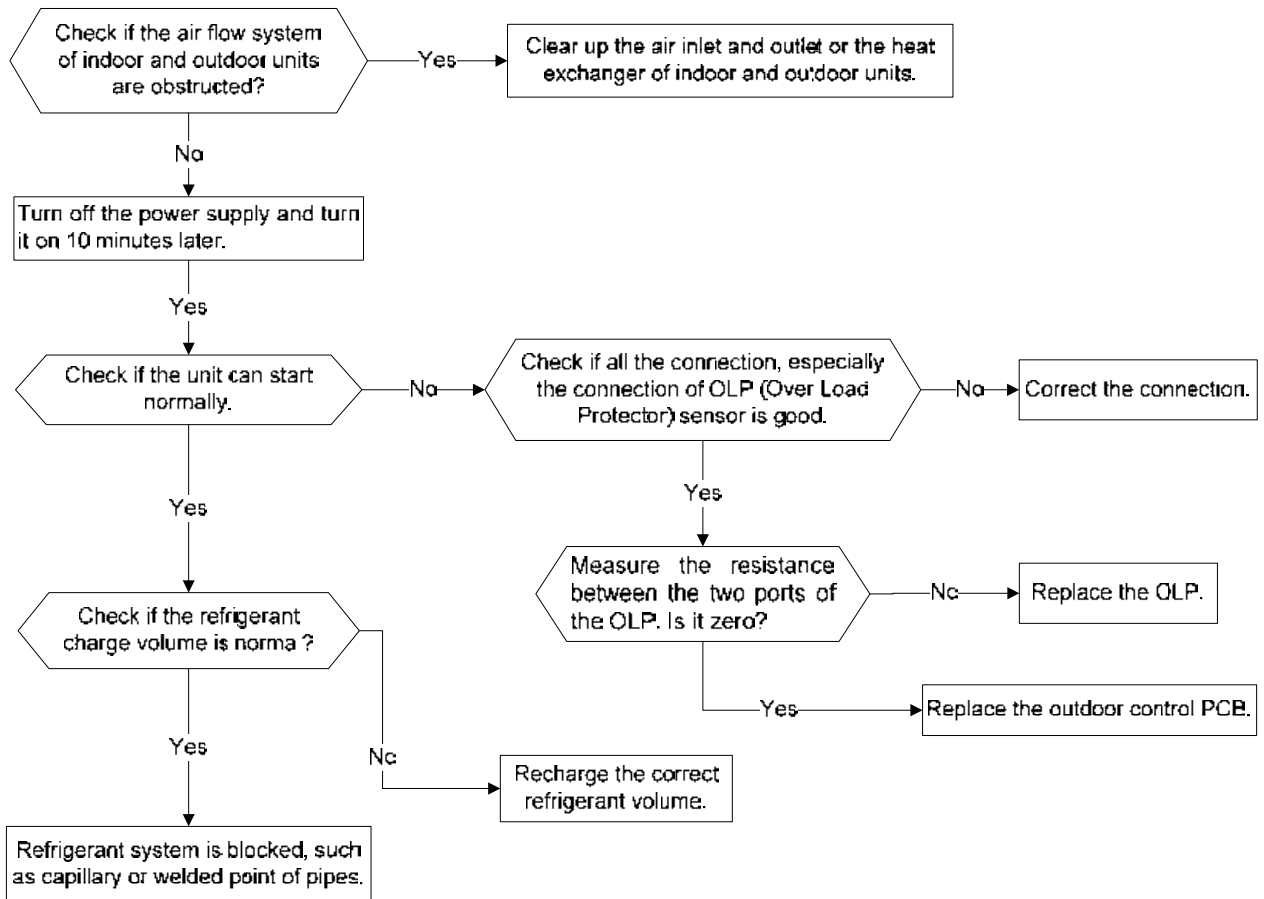 Check if the air flow system
of indoor and outdoor units
are obstructed?
Yes
Clear up the air inlet and outlet or the heat
exchanger of indoor and outdoor units.
No
Turn off the power supply and turn
it on 10 minutes later.
Yes
Check if the unit can start
normally.
No
Check if all the connection, especially
the connection of OLP (Over Load
Protector) sensor is good.
No
Correct the connection.
Yes
Yes
Measure the resistance
between the two ports of
the OLP. Is it zero?
No
Replace the OLP.
Check if the refrigerant
charge volume is norma ?
Yes
Replace the outdoor control PCB.
Yes
No
Recharge the correct
refrigerant volume.
Refrigerant system is blocked, such
as capillary or welded point of pipes.